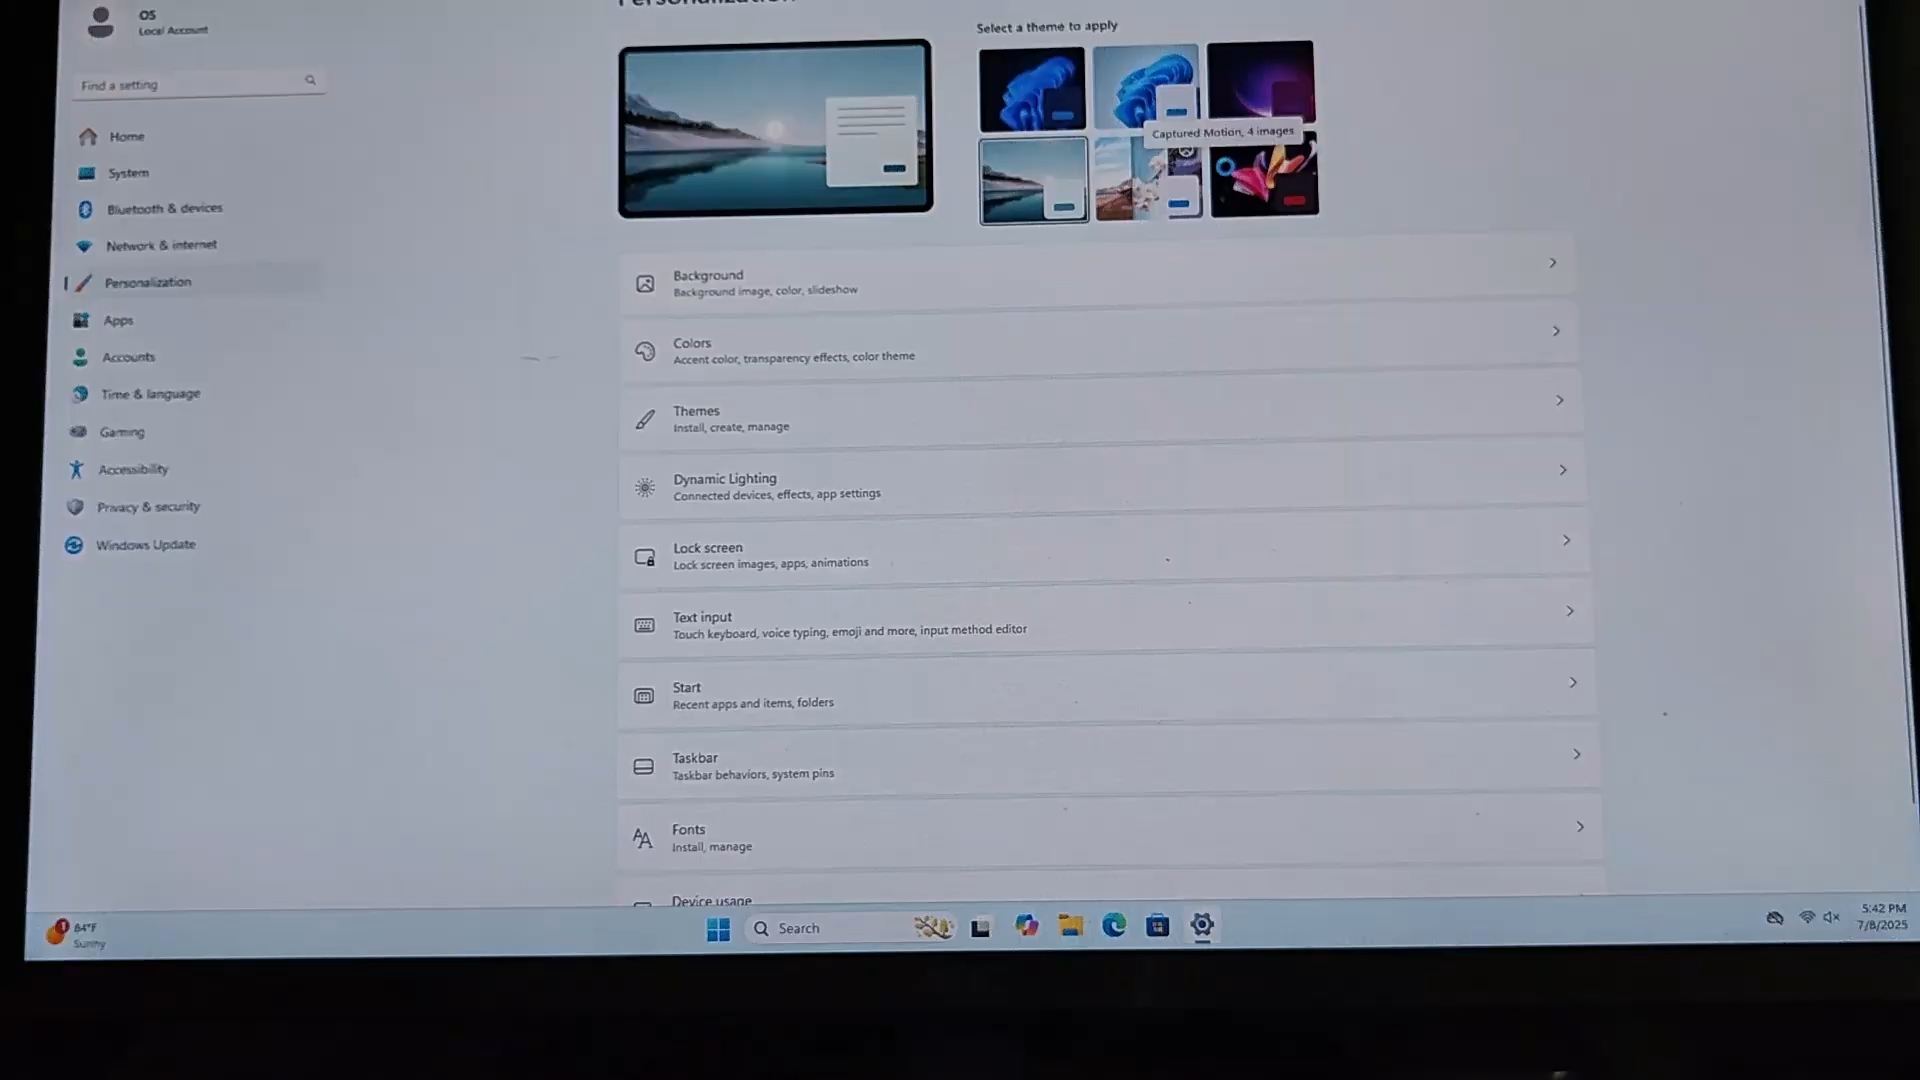 OS
Local Account
Find a setting
Home
System
Bluetooth & devices
Network & internet
Personalization
Apps
Accounts
Time & language
Gaming
Accessibility
Privacy & security
Windows Update
Personalization
Select a theme to apply
Captured Motion, 4 images
Background
Background image, color, slideshow
Colors
Accent color, transparency effects, color theme
Themes
Install, create, manage
Dynamic Lighting
Connected devices, effects, app settings
Lock screen
Lock screen images, apps, animations
Text input
Touch keyboard, voice typing, emoji and more, input method editor
Start
Recent apps and items, folders
Taskbar
Taskbar behaviors, system pins
Fonts
Install, manage
Device usage
1
84°F
Sunny
Search
5:42 PM
7/8/2025